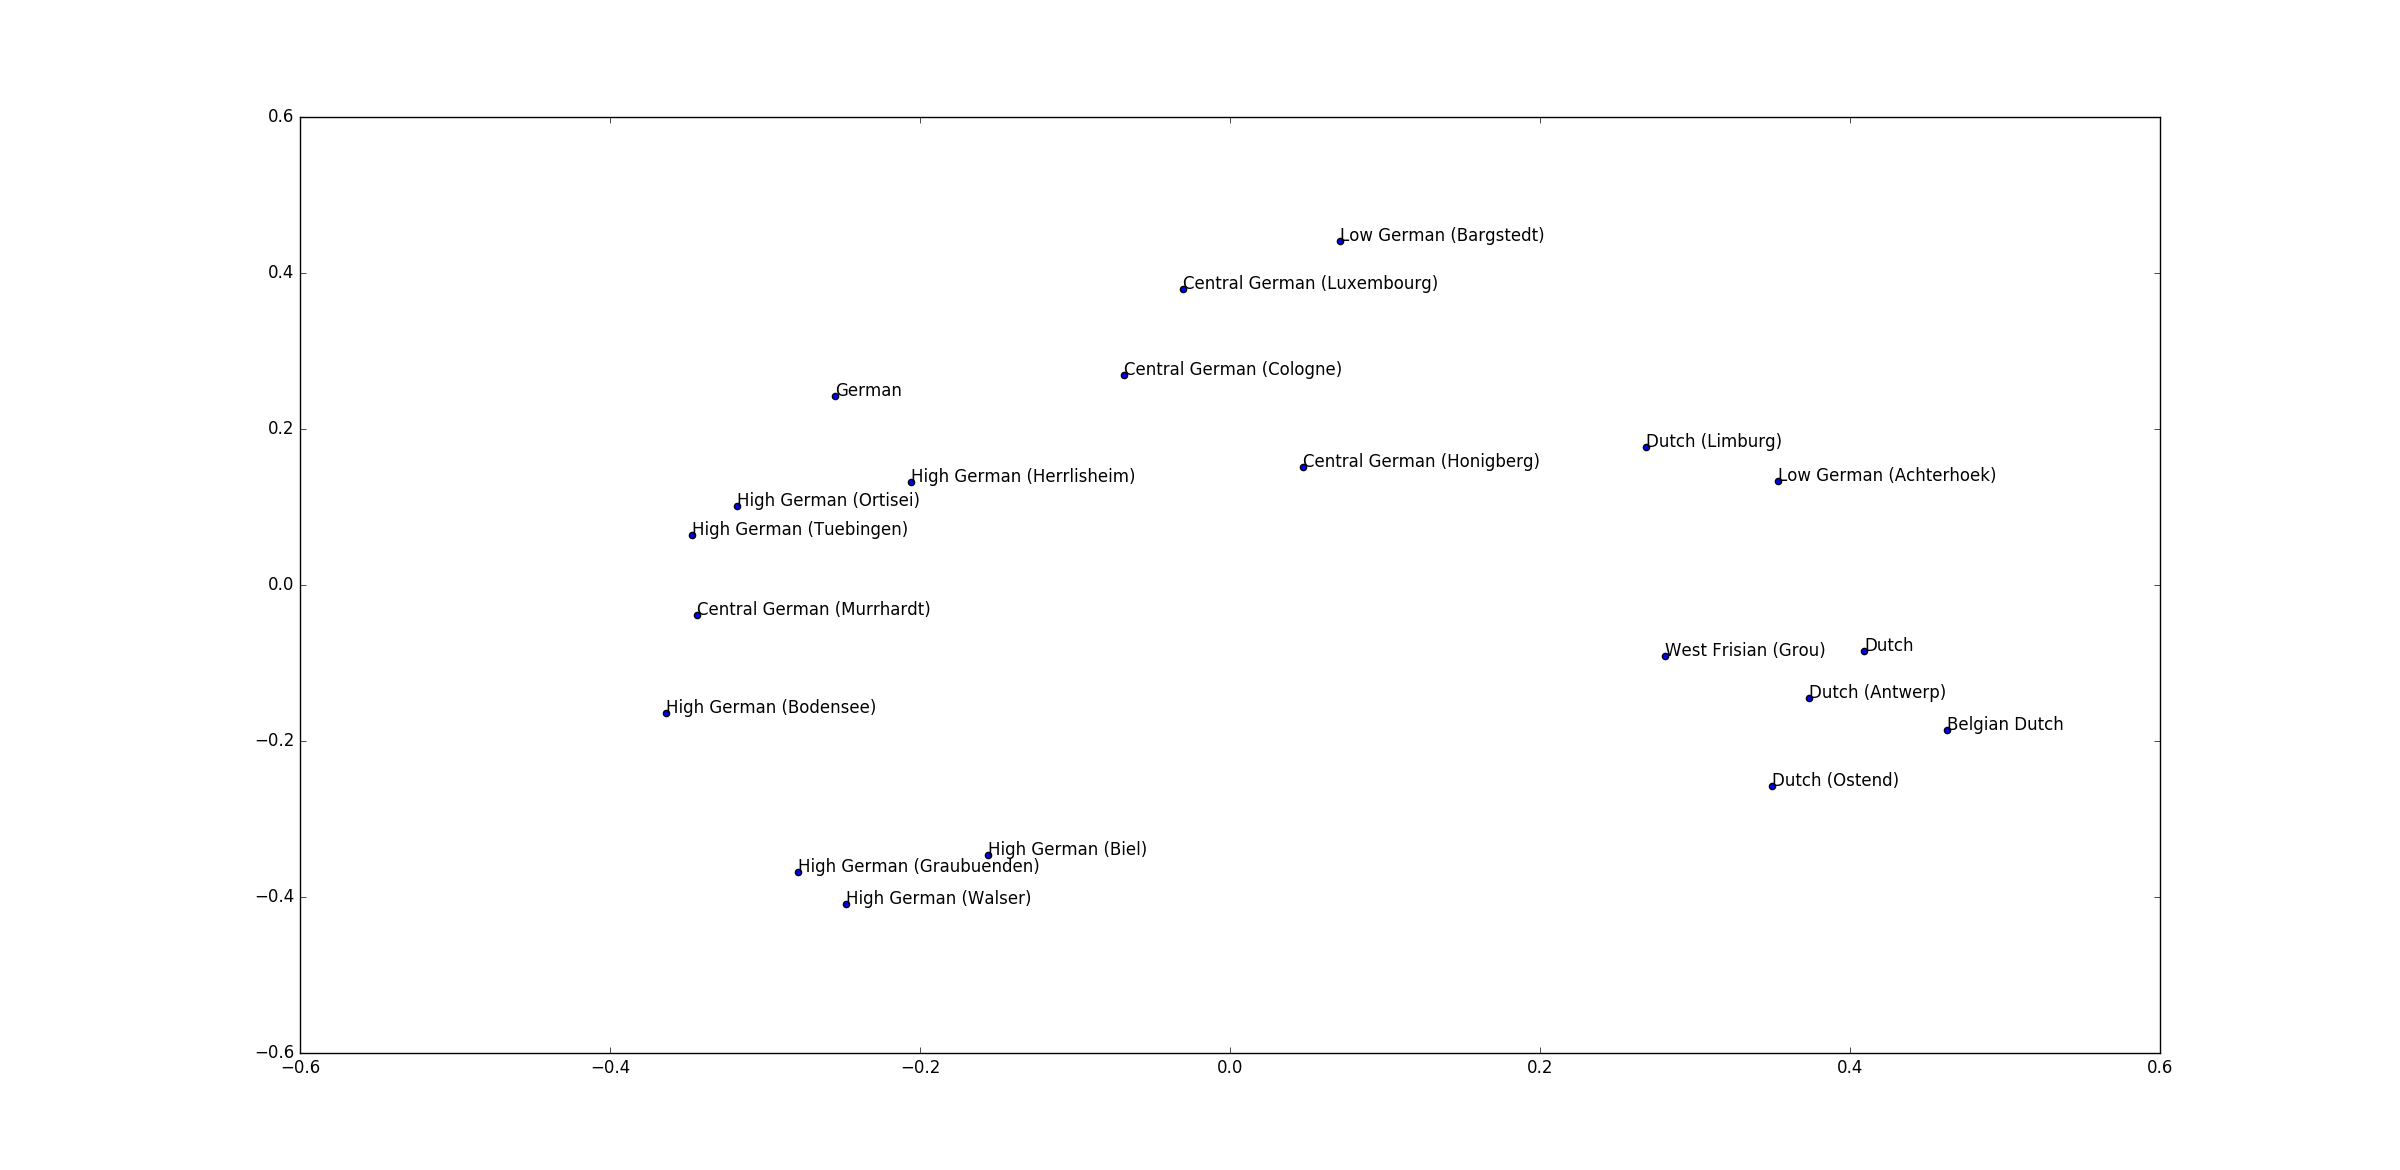 0.6
Low German (Bargstedt)
0.4
Central German (Luxembourg)
Central German (Cologne)
German
0.2
Dutch (Limburg)
Central German (Honigberg)
High German (Herrlisheim)
Low German (Achterhoek)
High German (Ortisei)
High German (Tuebingen)
0.0
Central German (Murrhardt)
West Frisian (Grou)
Dutch
Dutch (Antwerp)
High German (Bodensee)
Belgian Dutch
−0.2
Dutch (Ostend)
High German (Biel)
High German (Graubuenden)
High German (Walser)
−0.4
−0.6
−0.6 −0.4 −0.2 0.0 0.2 0.4 0.6